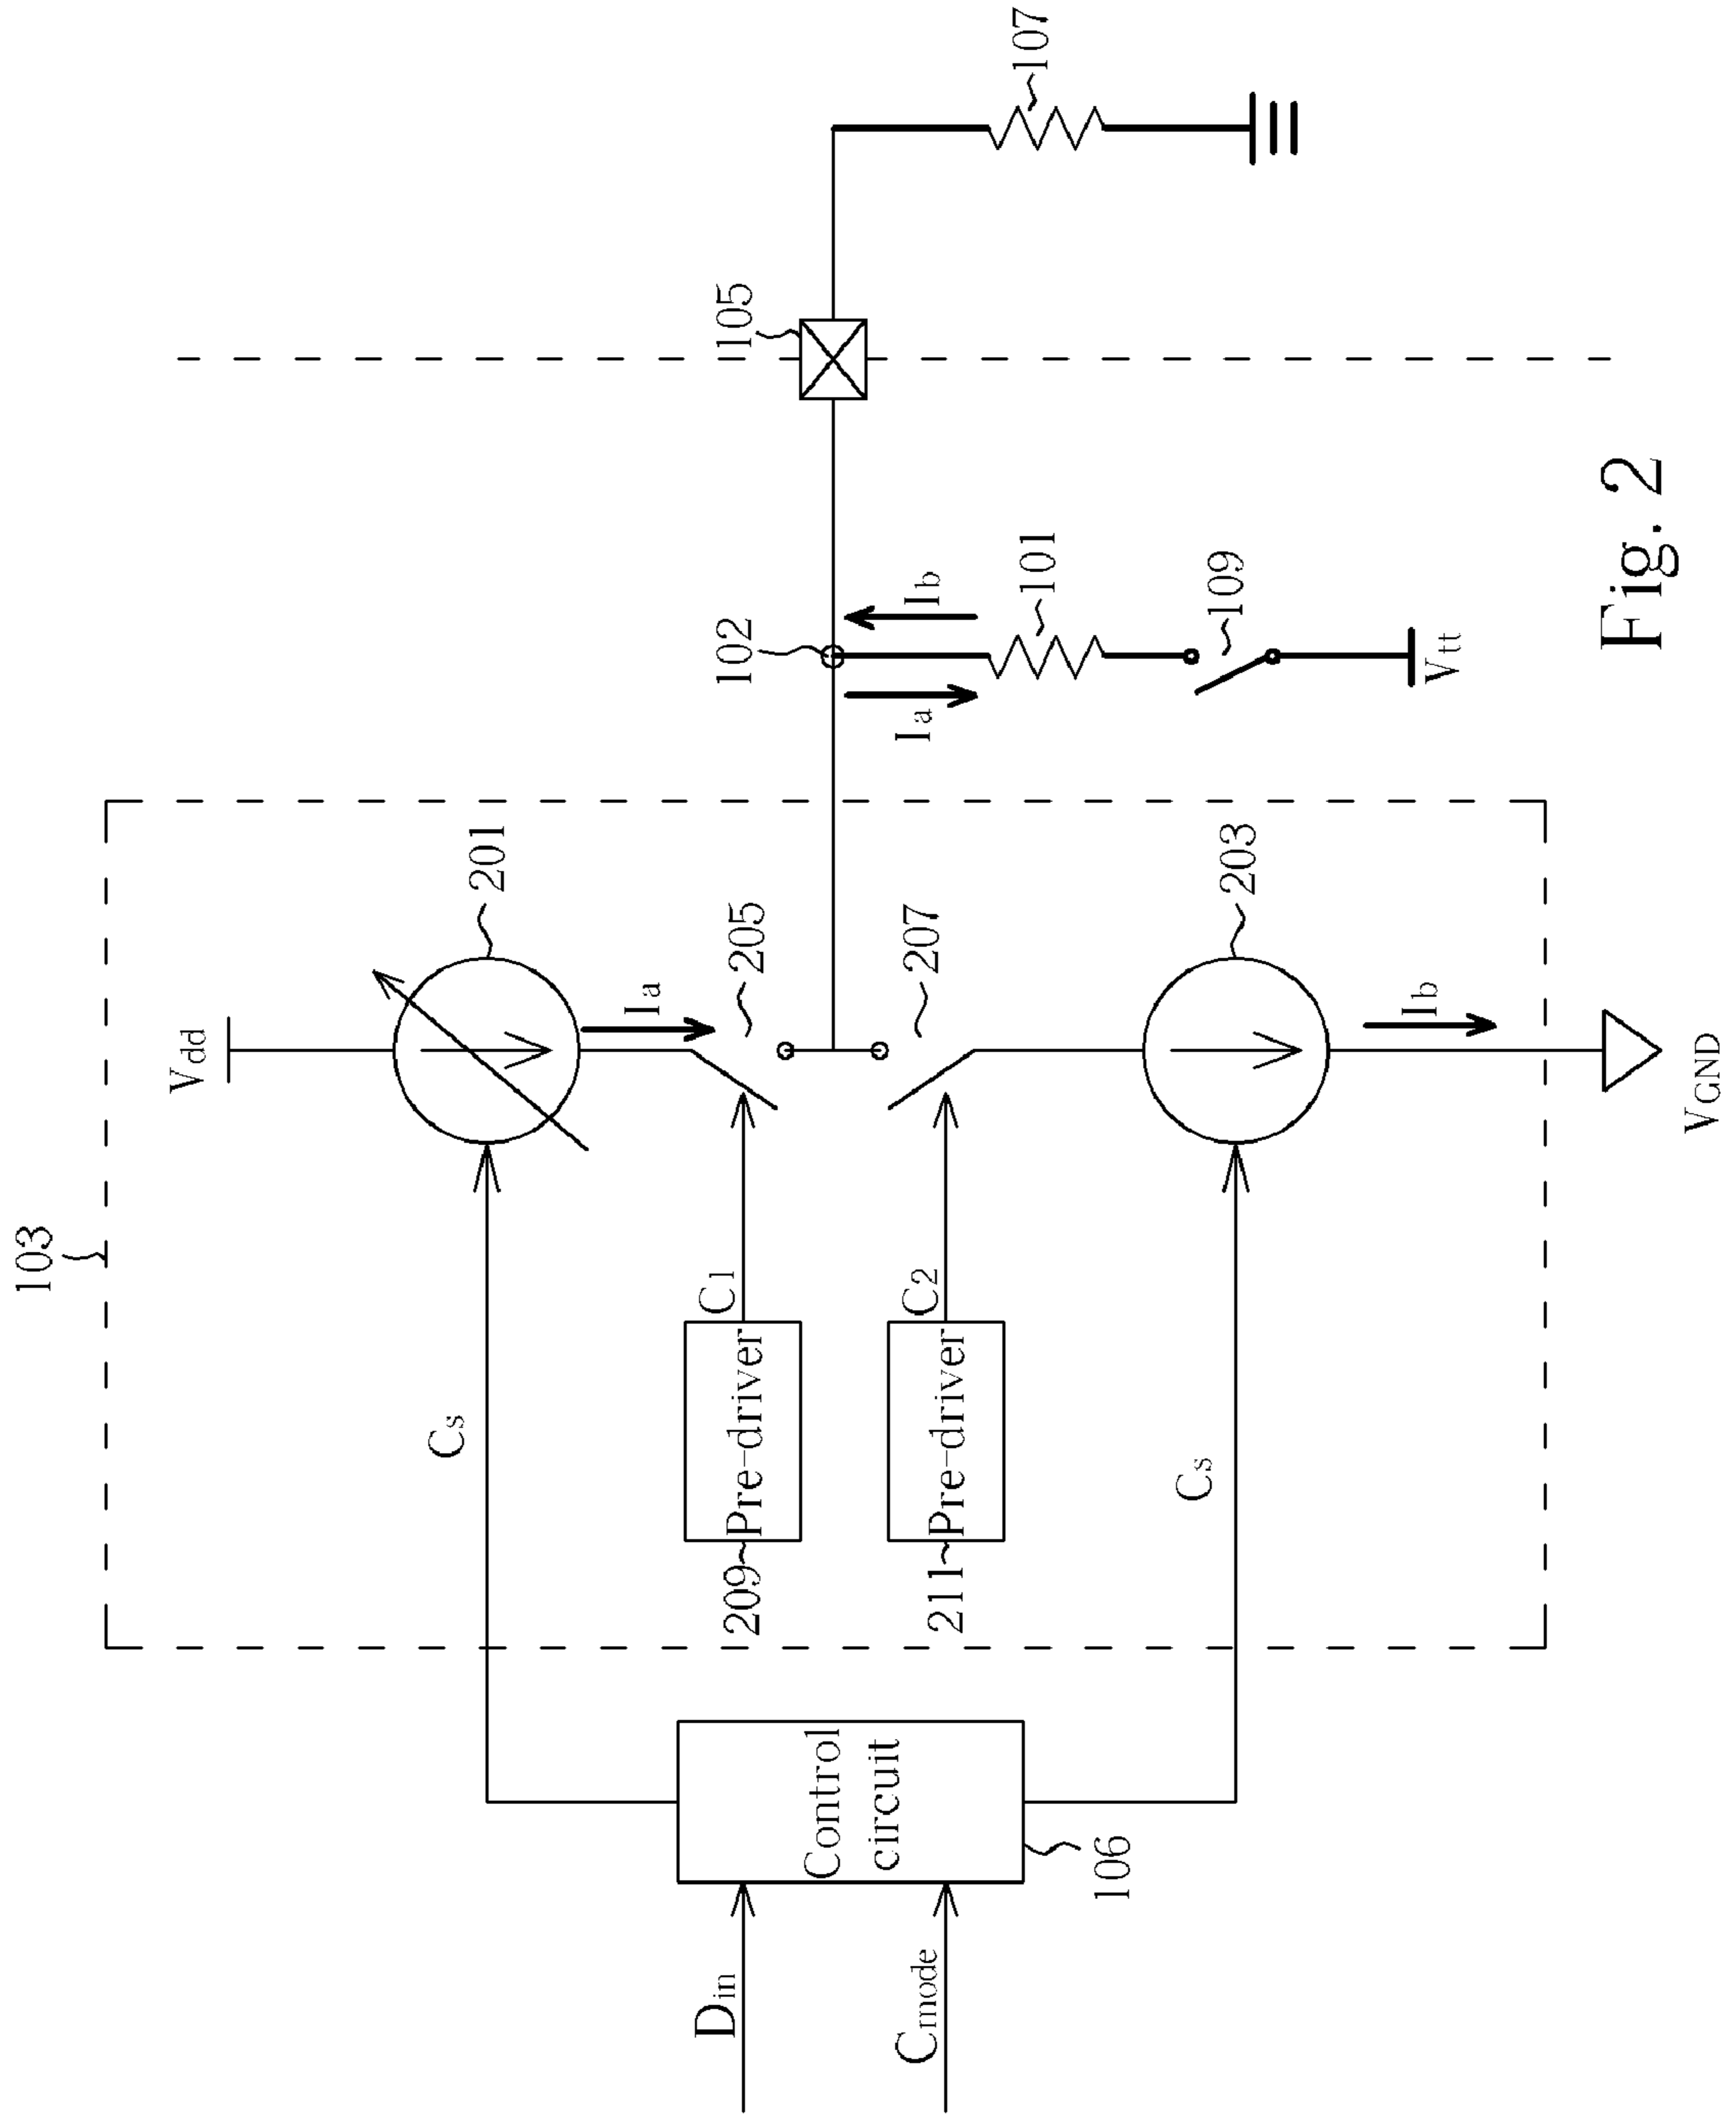 103
Vdd
201
Cs
Ia
205
209
Pre-driver
C1
207
211
Pre-driver
C2
Din
Control
circuit
Cmode
106
Cs
203
Ib
VGND
102
Ia
Ib
101
109
Vtt
105
107
Fig. 2